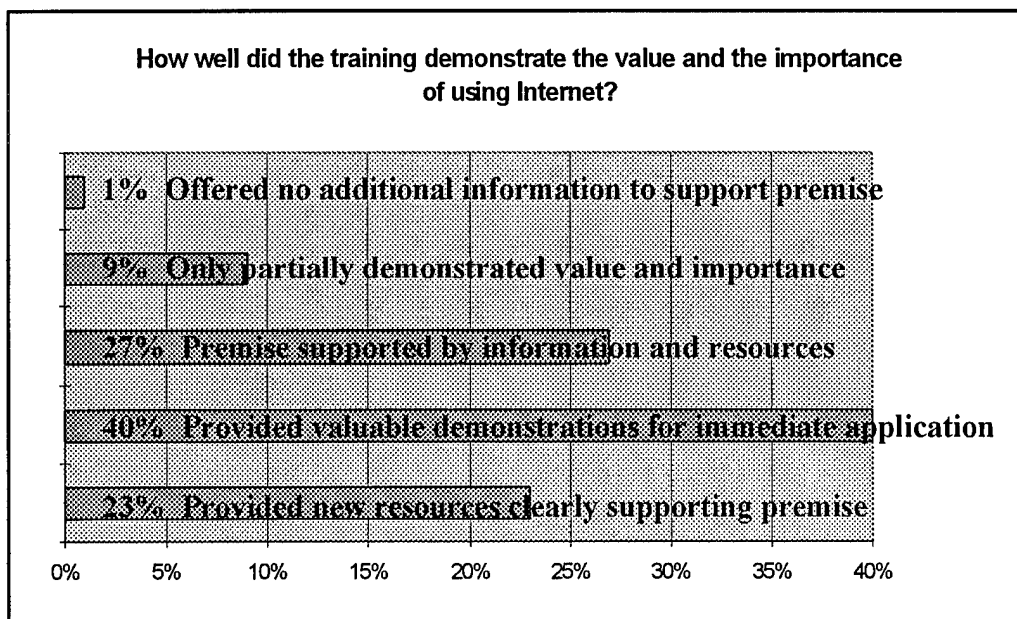 How well did the training demonstrate the value and the importance
of using Internet?
1% Offered no additional information to support premise
9% Only partially demonstrated value and importance
27% Premise supported by information and resources
40% Provided valuable demonstrations for immediate application
23% Provided new resources clearly supporting premise
0% 5% 10% 15% 20% 25% 30% 35% 40%